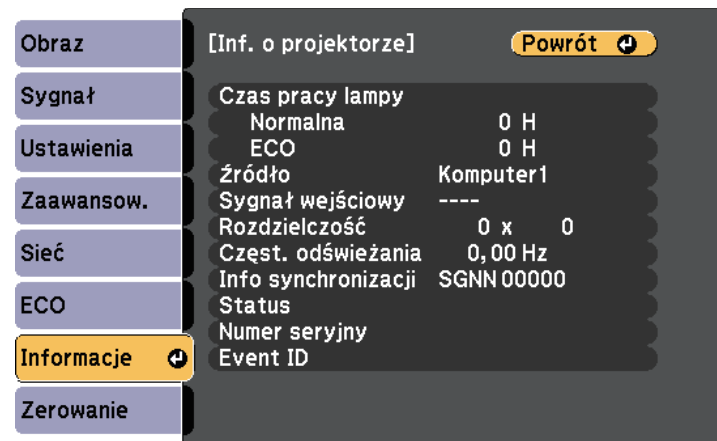 Obraz
Sygnał
Ustawienia
Zaawansow.
Sieć
ECO
Informacje
Zerowanie
[Inf. o projektorze]
Powrót
Czas pracy lampy
Normalna 0 H
ECO 0 H
Źródło Komputer1
Sygnał wejściowy ----
Rozdzielczość 0 x 0
Częst. odświeżania 0,00 Hz
Info synchronizacji SGNN 00000
Status
Numer seryjny
Event ID